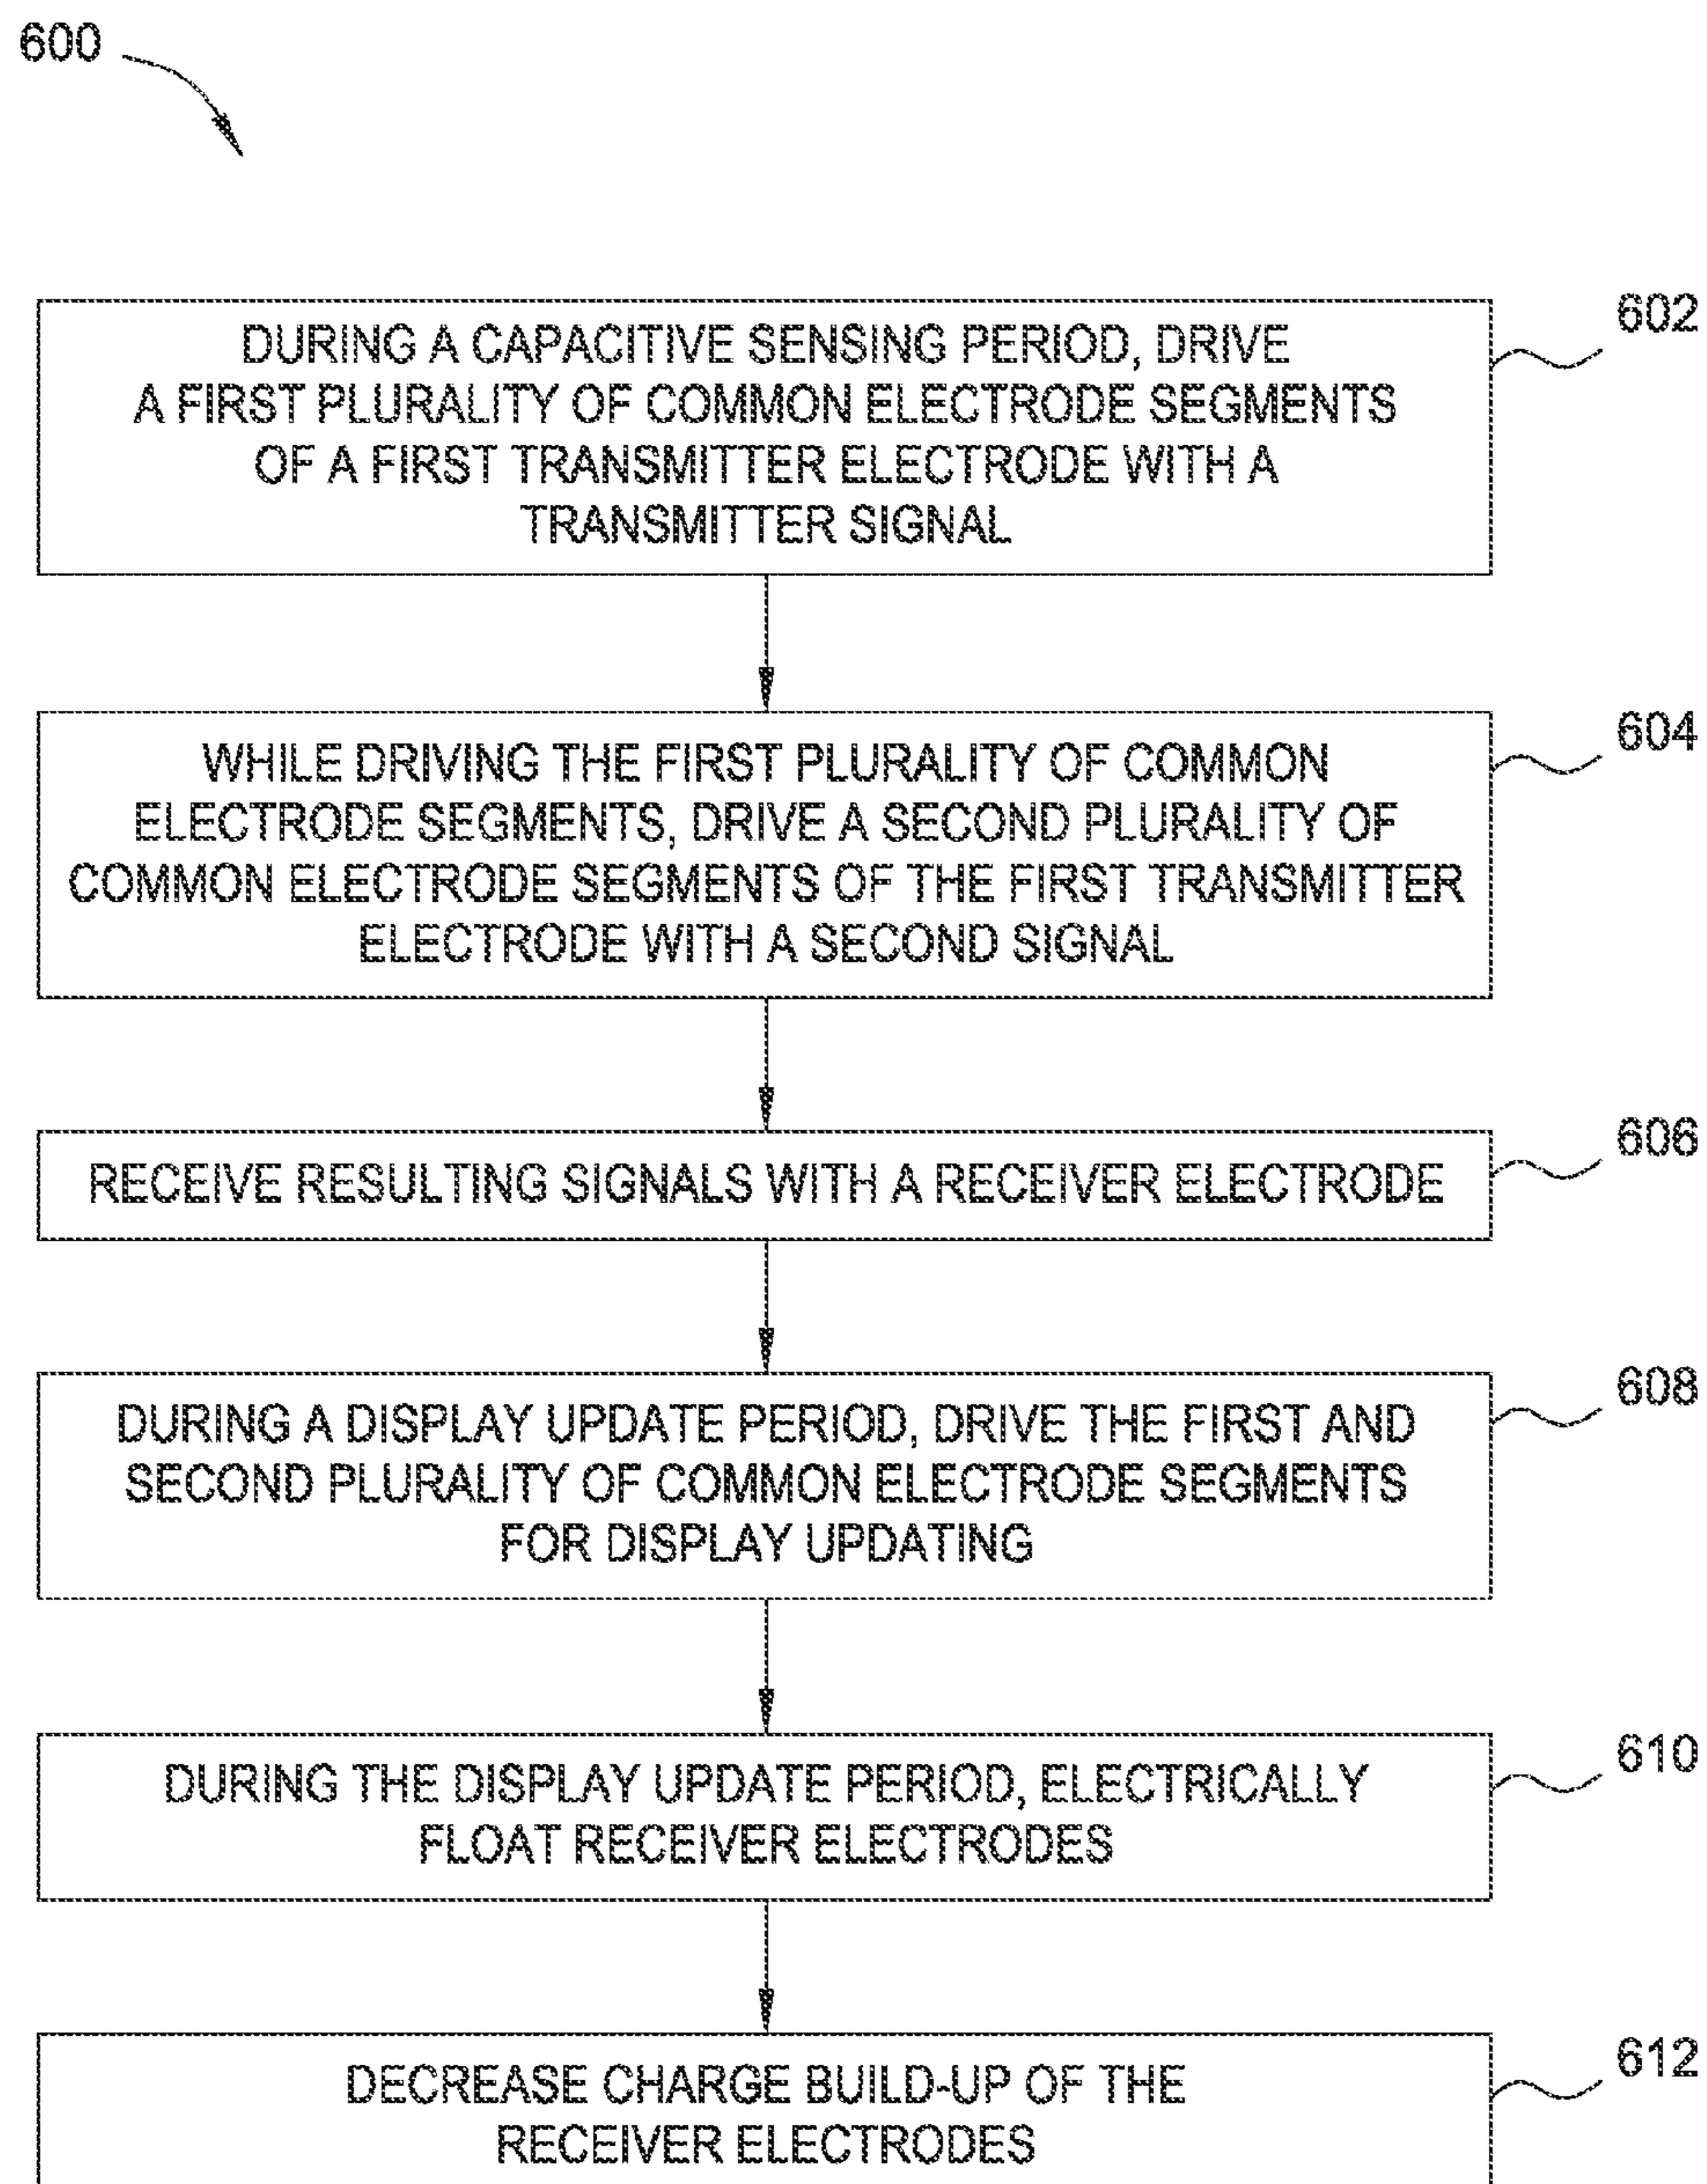 600
DURING A CAPACITIVE SENSING PERIOD, DRIVE
A FIRST PLURALITY OF COMMON ELECTRODE SEGMENTS
OF A FIRST TRANSMITTER ELECTRODE WITH A
TRANSMITTER SIGNAL
602
WHILE DRIVING THE FIRST PLURALITY OF COMMON
ELECTRODE SEGMENTS, DRIVE A SECOND PLURALITY OF
COMMON ELECTRODE SEGMENTS OF THE FIRST TRANSMITTER
ELECTRODE WITH A SECOND SIGNAL
604
RECEIVE RESULTING SIGNALS WITH A RECEIVER ELECTRODE
606
DURING A DISPLAY UPDATE PERIOD, DRIVE THE FIRST AND
SECOND PLURALITY OF COMMON ELECTRODE SEGMENTS
FOR DISPLAY UPDATING
608
DURING THE DISPLAY UPDATE PERIOD, ELECTRICALLY
FLOAT RECEIVER ELECTRODES
610
DECREASE CHARGE BUILD-UP OF THE
RECEIVER ELECTRODES
612